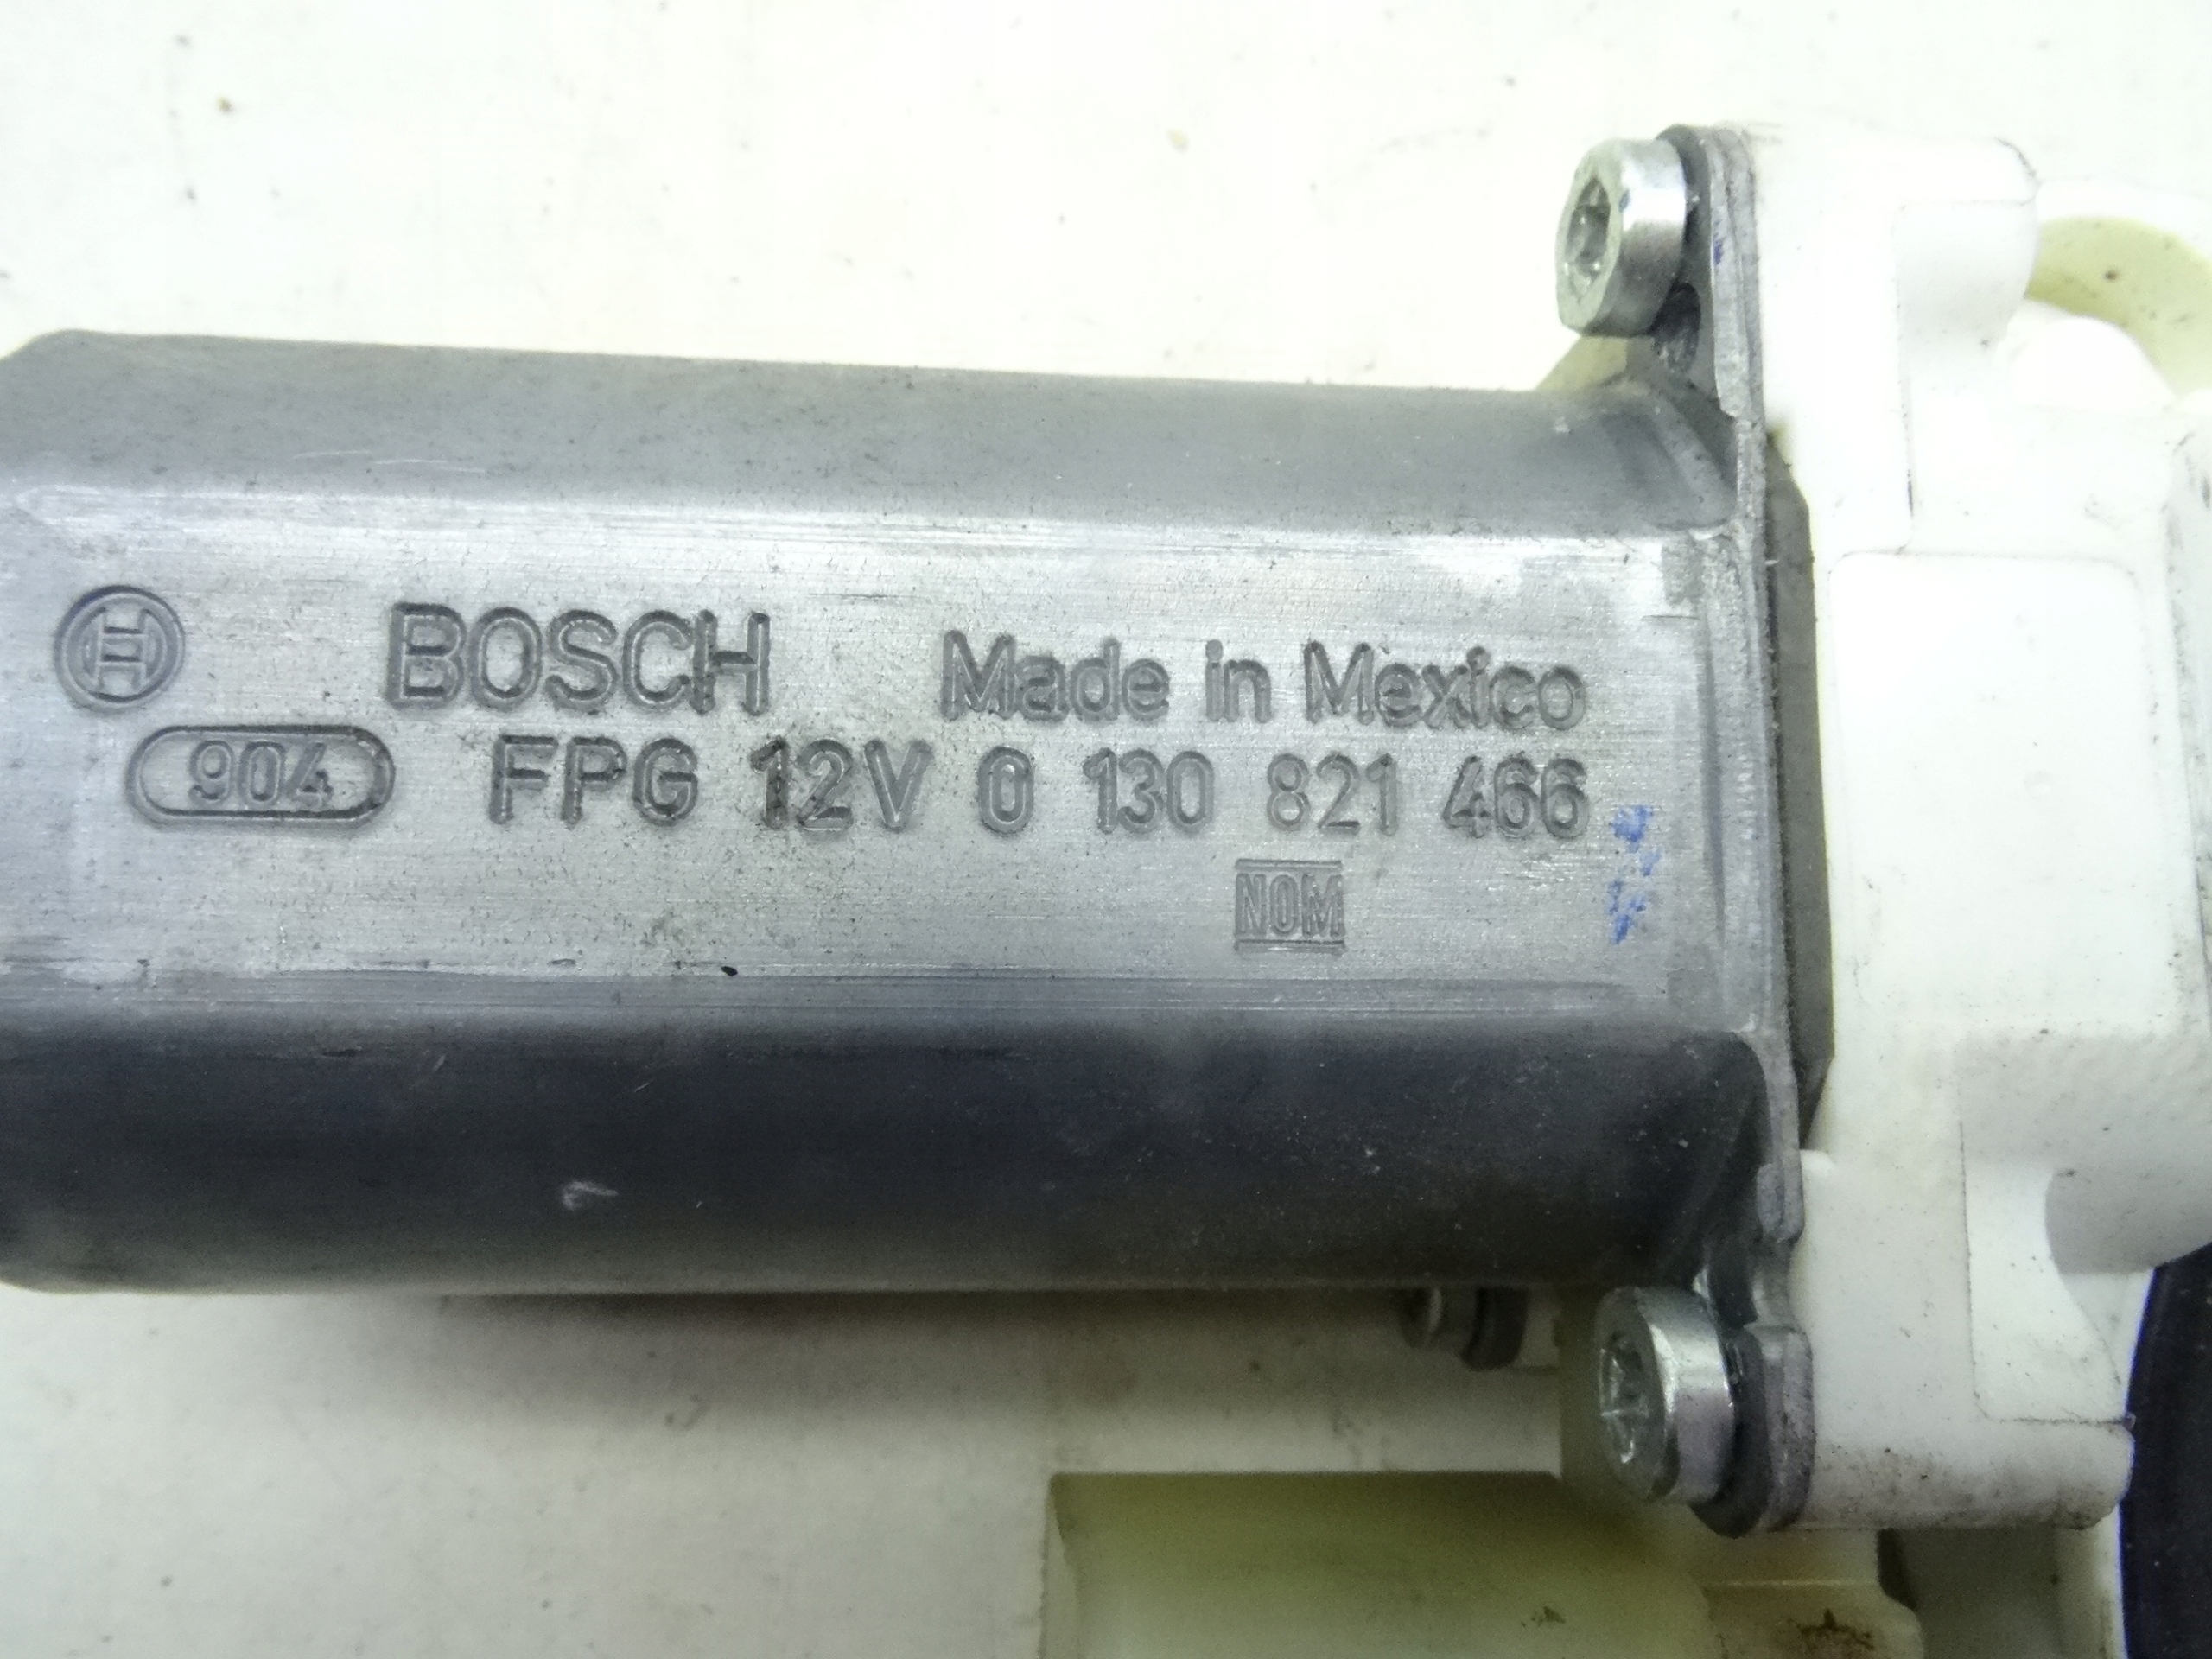 BOSCH Made in Mexico
904 FPG 12V 0 130 821 466
NOM